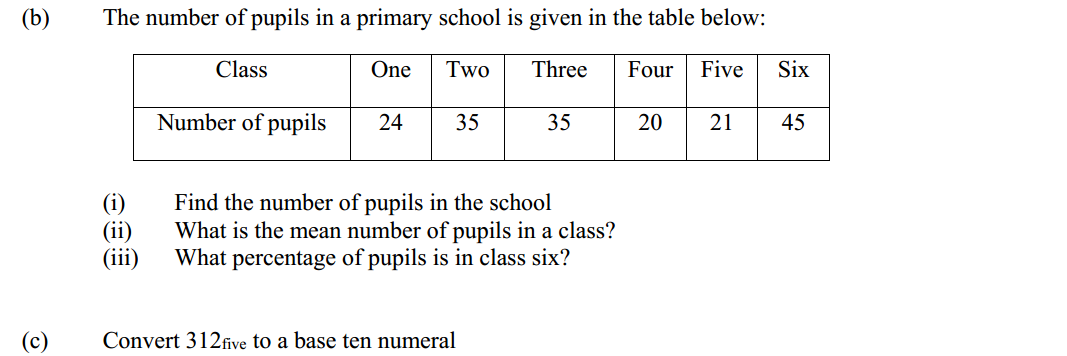 (b) The number of pupils in a primary school is given in the table below:
Class One Two Three Four Five Six
Number of pupils 24 35 35 20 21 45
(i) Find the number of pupils in the school
(ii) What is the mean number of pupils in a class?
(iii) What percentage of pupils is in class six?
(c) Convert 312five to a base ten numeral